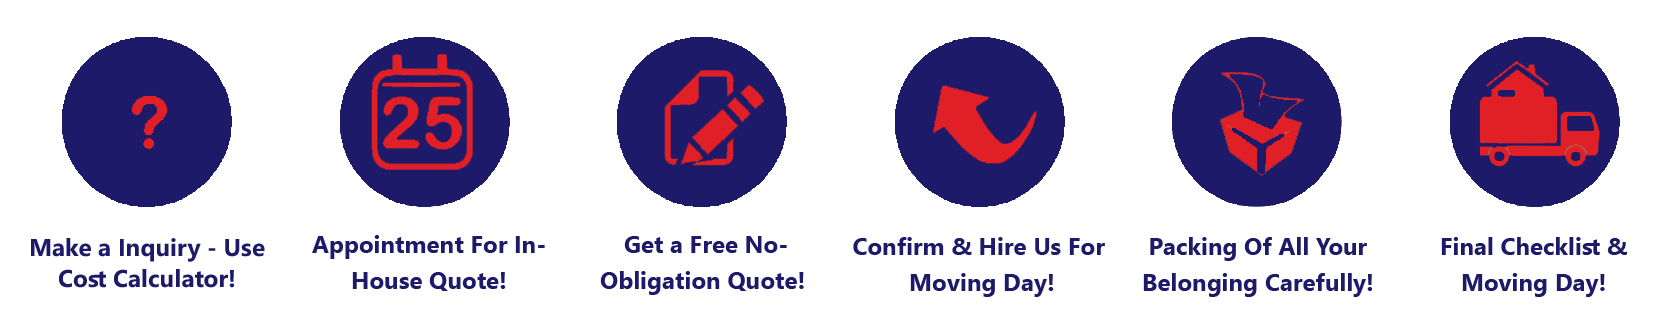 ?
25
Make a Inquiry - Use
Cost Calculator!
Appointment For In-
House Quote!
Get a Free No-
Obligation Quote!
Confirm & Hire Us For
Moving Day!
Packing Of All Your
Belonging Carefully!
Final Checklist &
Moving Day!